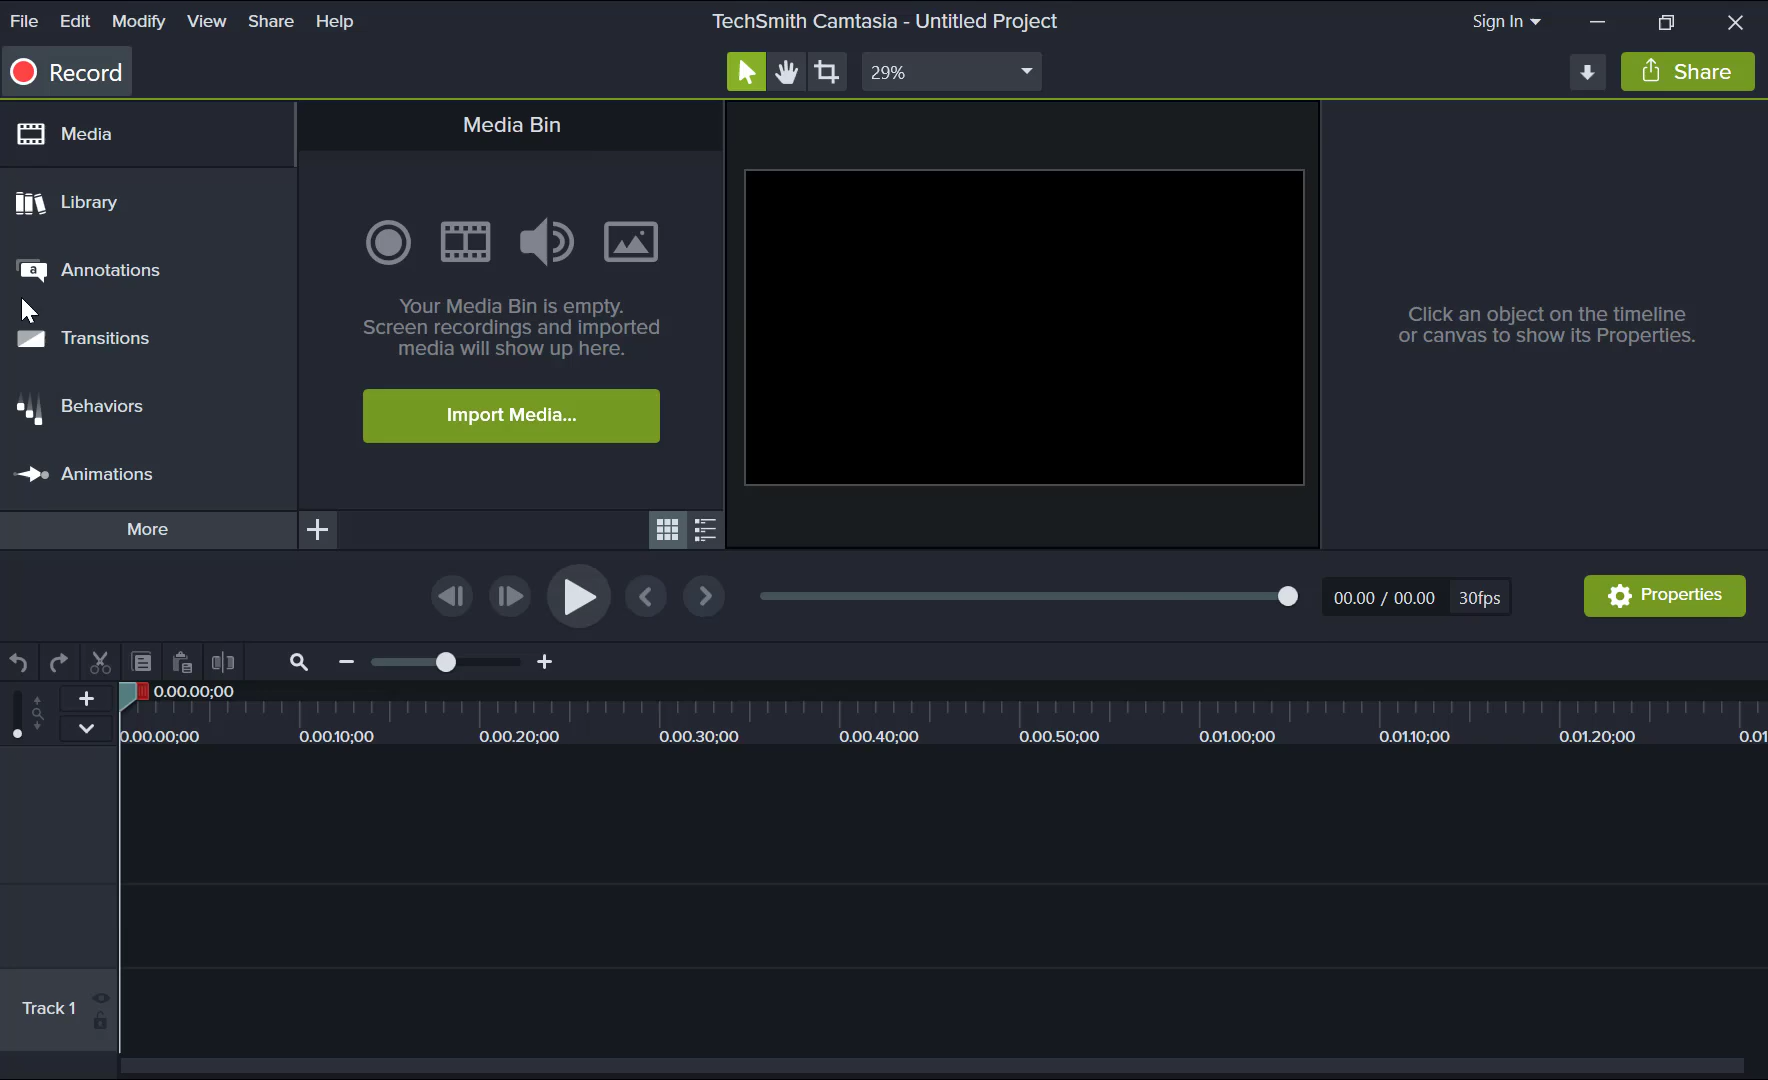 File Edit Modify View Share Help
TechSmith Camtasia - Untitled Project
Sign In
Record
29%
Share
Media
Library
a Annotations
Transitions
Behaviors
Animations
More
Media Bin
Your Media Bin is empty.
Screen recordings and imported
media will show up here.
Import Media...
Click an object on the timeline
or canvas to show its Properties.
00.00 / 00.00 30fps
Properties
0.00.00;00
0.00.00;00 0.00.10;00 0.00.20;00 0.00.30;00 0.00.40;00 0.00.50;00 0.01.00;00 0.01.10;00 0.01.20;00 0.01
Track 1